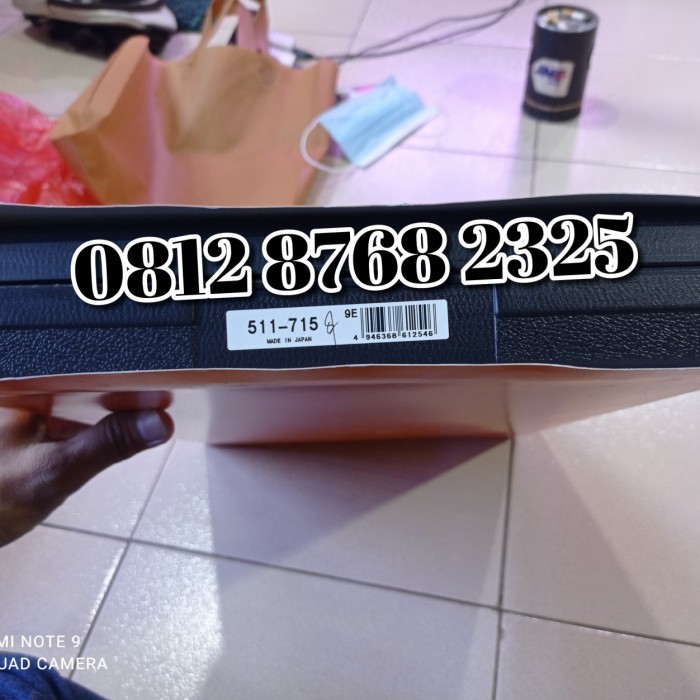 0812 8768 2325
511-715
9E
MADE IN JAPAN
4 946368 612546
MI NOTE 9
UAD CAMERA